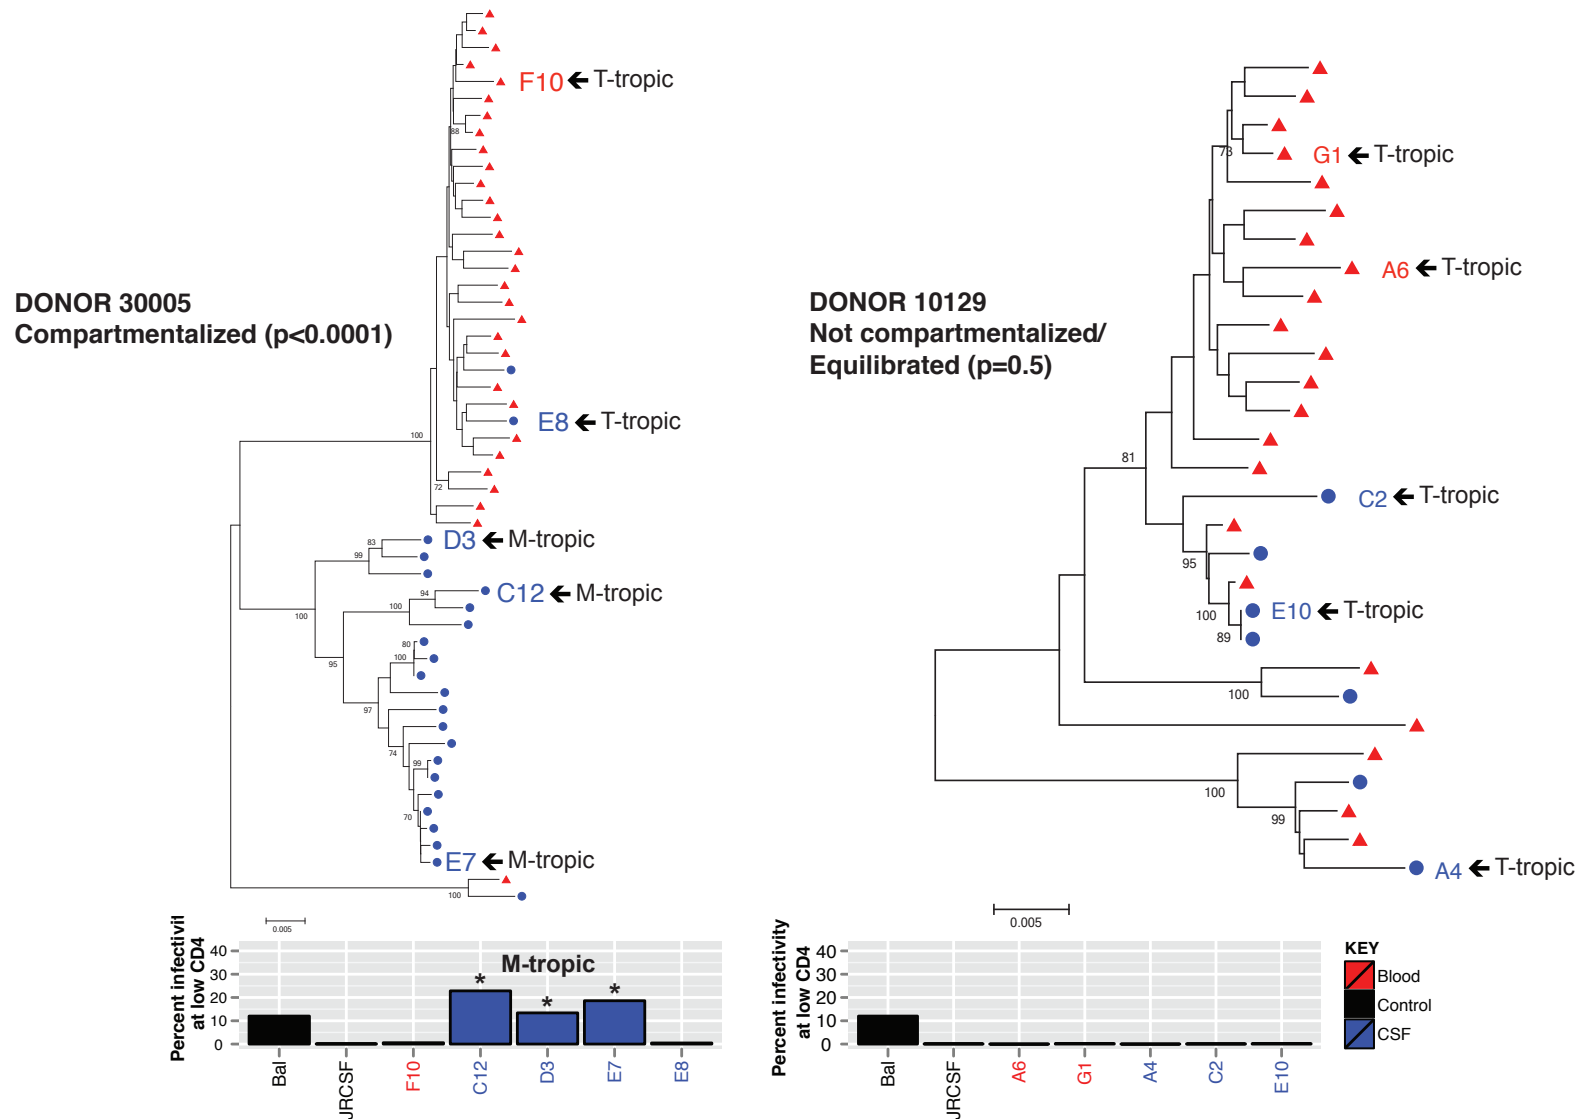 F10 ← T-tropic
88
DONOR 30005
Compartmentalized (p<0.0001)
E8 ← T-tropic
100
72
D3 ← M-tropic
83
99
C12 ← M-tropic
94
100
100
95
80
100
97
74
99
70
E7 ← M-tropic
100
0.005
G1 ← T-tropic
73
A6 ← T-tropic
DONOR 10129
Not compartmentalized/
Equilibrated (p=0.5)
81
C2 ← T-tropic
95
E10 ← T-tropic
100
89
100
100
99
A4 ← T-tropic
0.005
Percent infectivit
at low CD4
40
30
20
10
0
M-tropic
*
*
*
Bal
JRCSF
F10
C12
D3
E7
E8
Percent infectivity
at low CD4
40
30
20
10
0
Bal
JRCSF
A6
G1
A4
C2
E10
KEY
Blood
Control
CSF